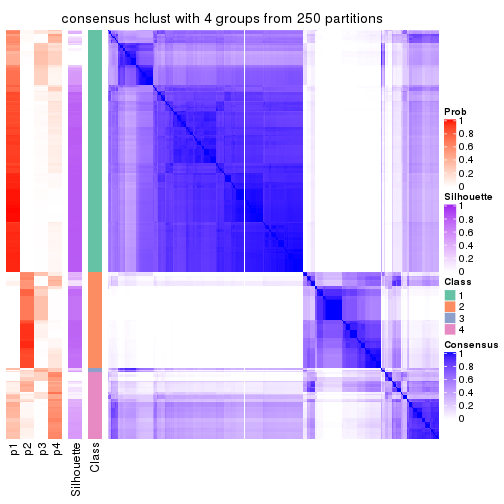 consensus hclust with 4 groups from 250 partitions
Prob
1
0.8
0.6
0.4
0.2
0
Silhouette
1
0.8
0.6
0.4
0.2
0
Class
1
2
3
4
Consensus
1
0.8
0.6
0.4
0.2
0
p1
p2
p3
p4
Silhouette
Class